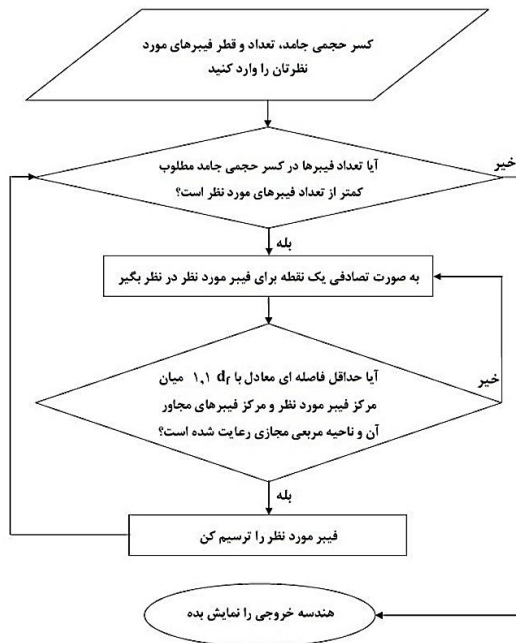 کسر حجمی جامد، تعداد و قطر فیبرهای مورد
نظرتان را وارد کنید
آیا تعداد فیبرها در کسر حجمی جامد مطلوب
کمتر از تعداد فیبرهای مورد نظر است؟
خیر
بله
به صورت تصادفی یک نقطه برای فیبر مورد نظر در نظر بگیر
آیا حداقل فاصله ای معادل با ۱,۱ df میان
مرکز فیبر مورد نظر و مرکز فیبرهای مجاور
آن و ناحیه مربعی مجازی رعایت شده است؟
خیر
بله
فیبر مورد نظر را ترسیم کن
هندسه خروجی را نمایش بده